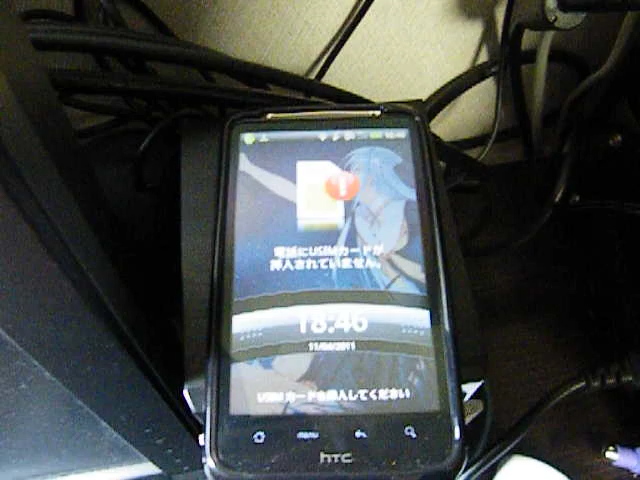 電話にUSIMカードが
挿入されていません。
18:46
11/04/2011
USIMカードを挿入してください
menu
hTC